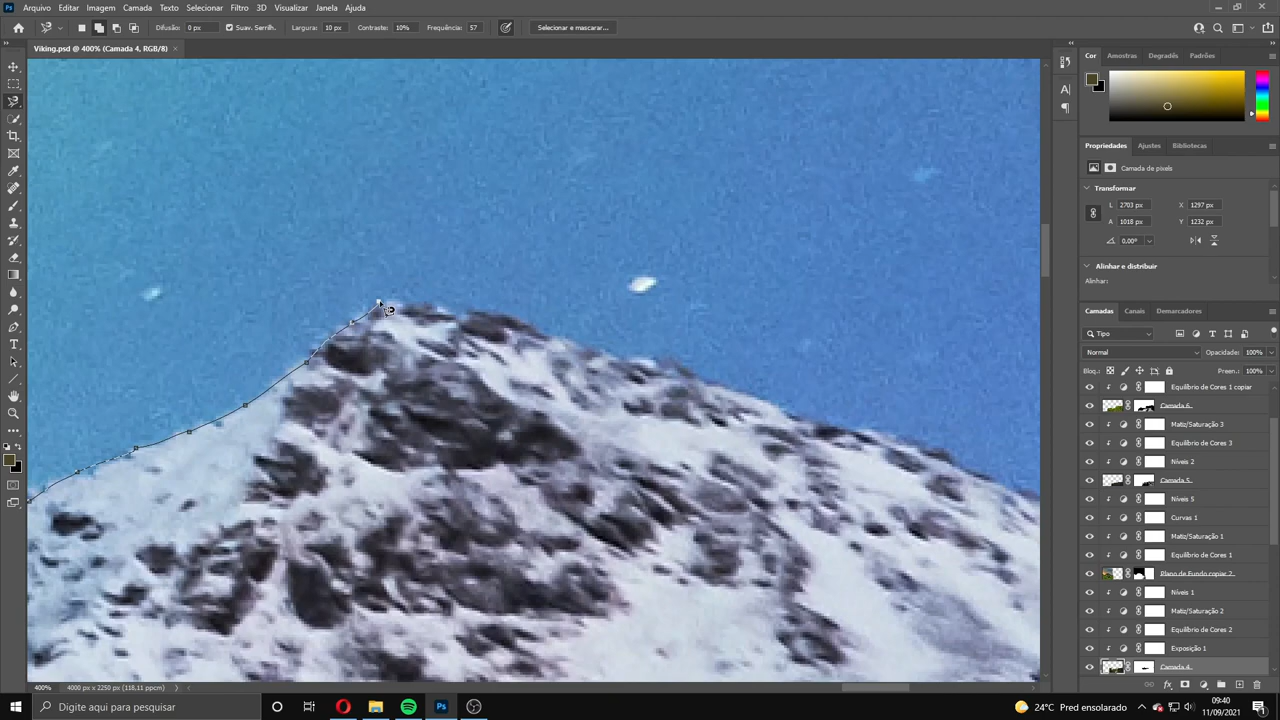 Arquivo Editar Imagem Camada Texto Selecionar Filtro 3D Visualizar Janela Ajuda
Difusão: 0 px Suav. Serrilh. Largura: 10 px Contraste: 10% Frequência: 57 Selecionar e mascarar...
Viking.psd @ 400% (Camada 4, RGB/8)
Cor Amostras Degradês Padrões
Propriedades Ajustes Bibliotecas
Camada de pixels
Transformar
L 2703 px X 1297 px
A 1018 px Y 1232 px
0,00°
Alinhar e distribuir
Alinhar:
Camadas Canais Demarcadores
Tipo
Normal Opacidade: 100%
Bloq.: Preen.: 100%
Equilíbrio de Cores 1 copiar
Camada 6
Matiz/Saturação 3
Equilíbrio de Cores 3
Níveis 2
Camada 5
Níveis 5
Curvas 1
Matiz/Saturação 1
Equilíbrio de Cores 1
Plano de Fundo copiar 2
Níveis 1
Matiz/Saturação 2
Equilíbrio de Cores 2
Exposição 1
Camada 4
400% 4000 px x 2250 px (118,11 ppcm)
Digite aqui para pesquisar
24°C Pred ensolarado
09:40
11/09/2021